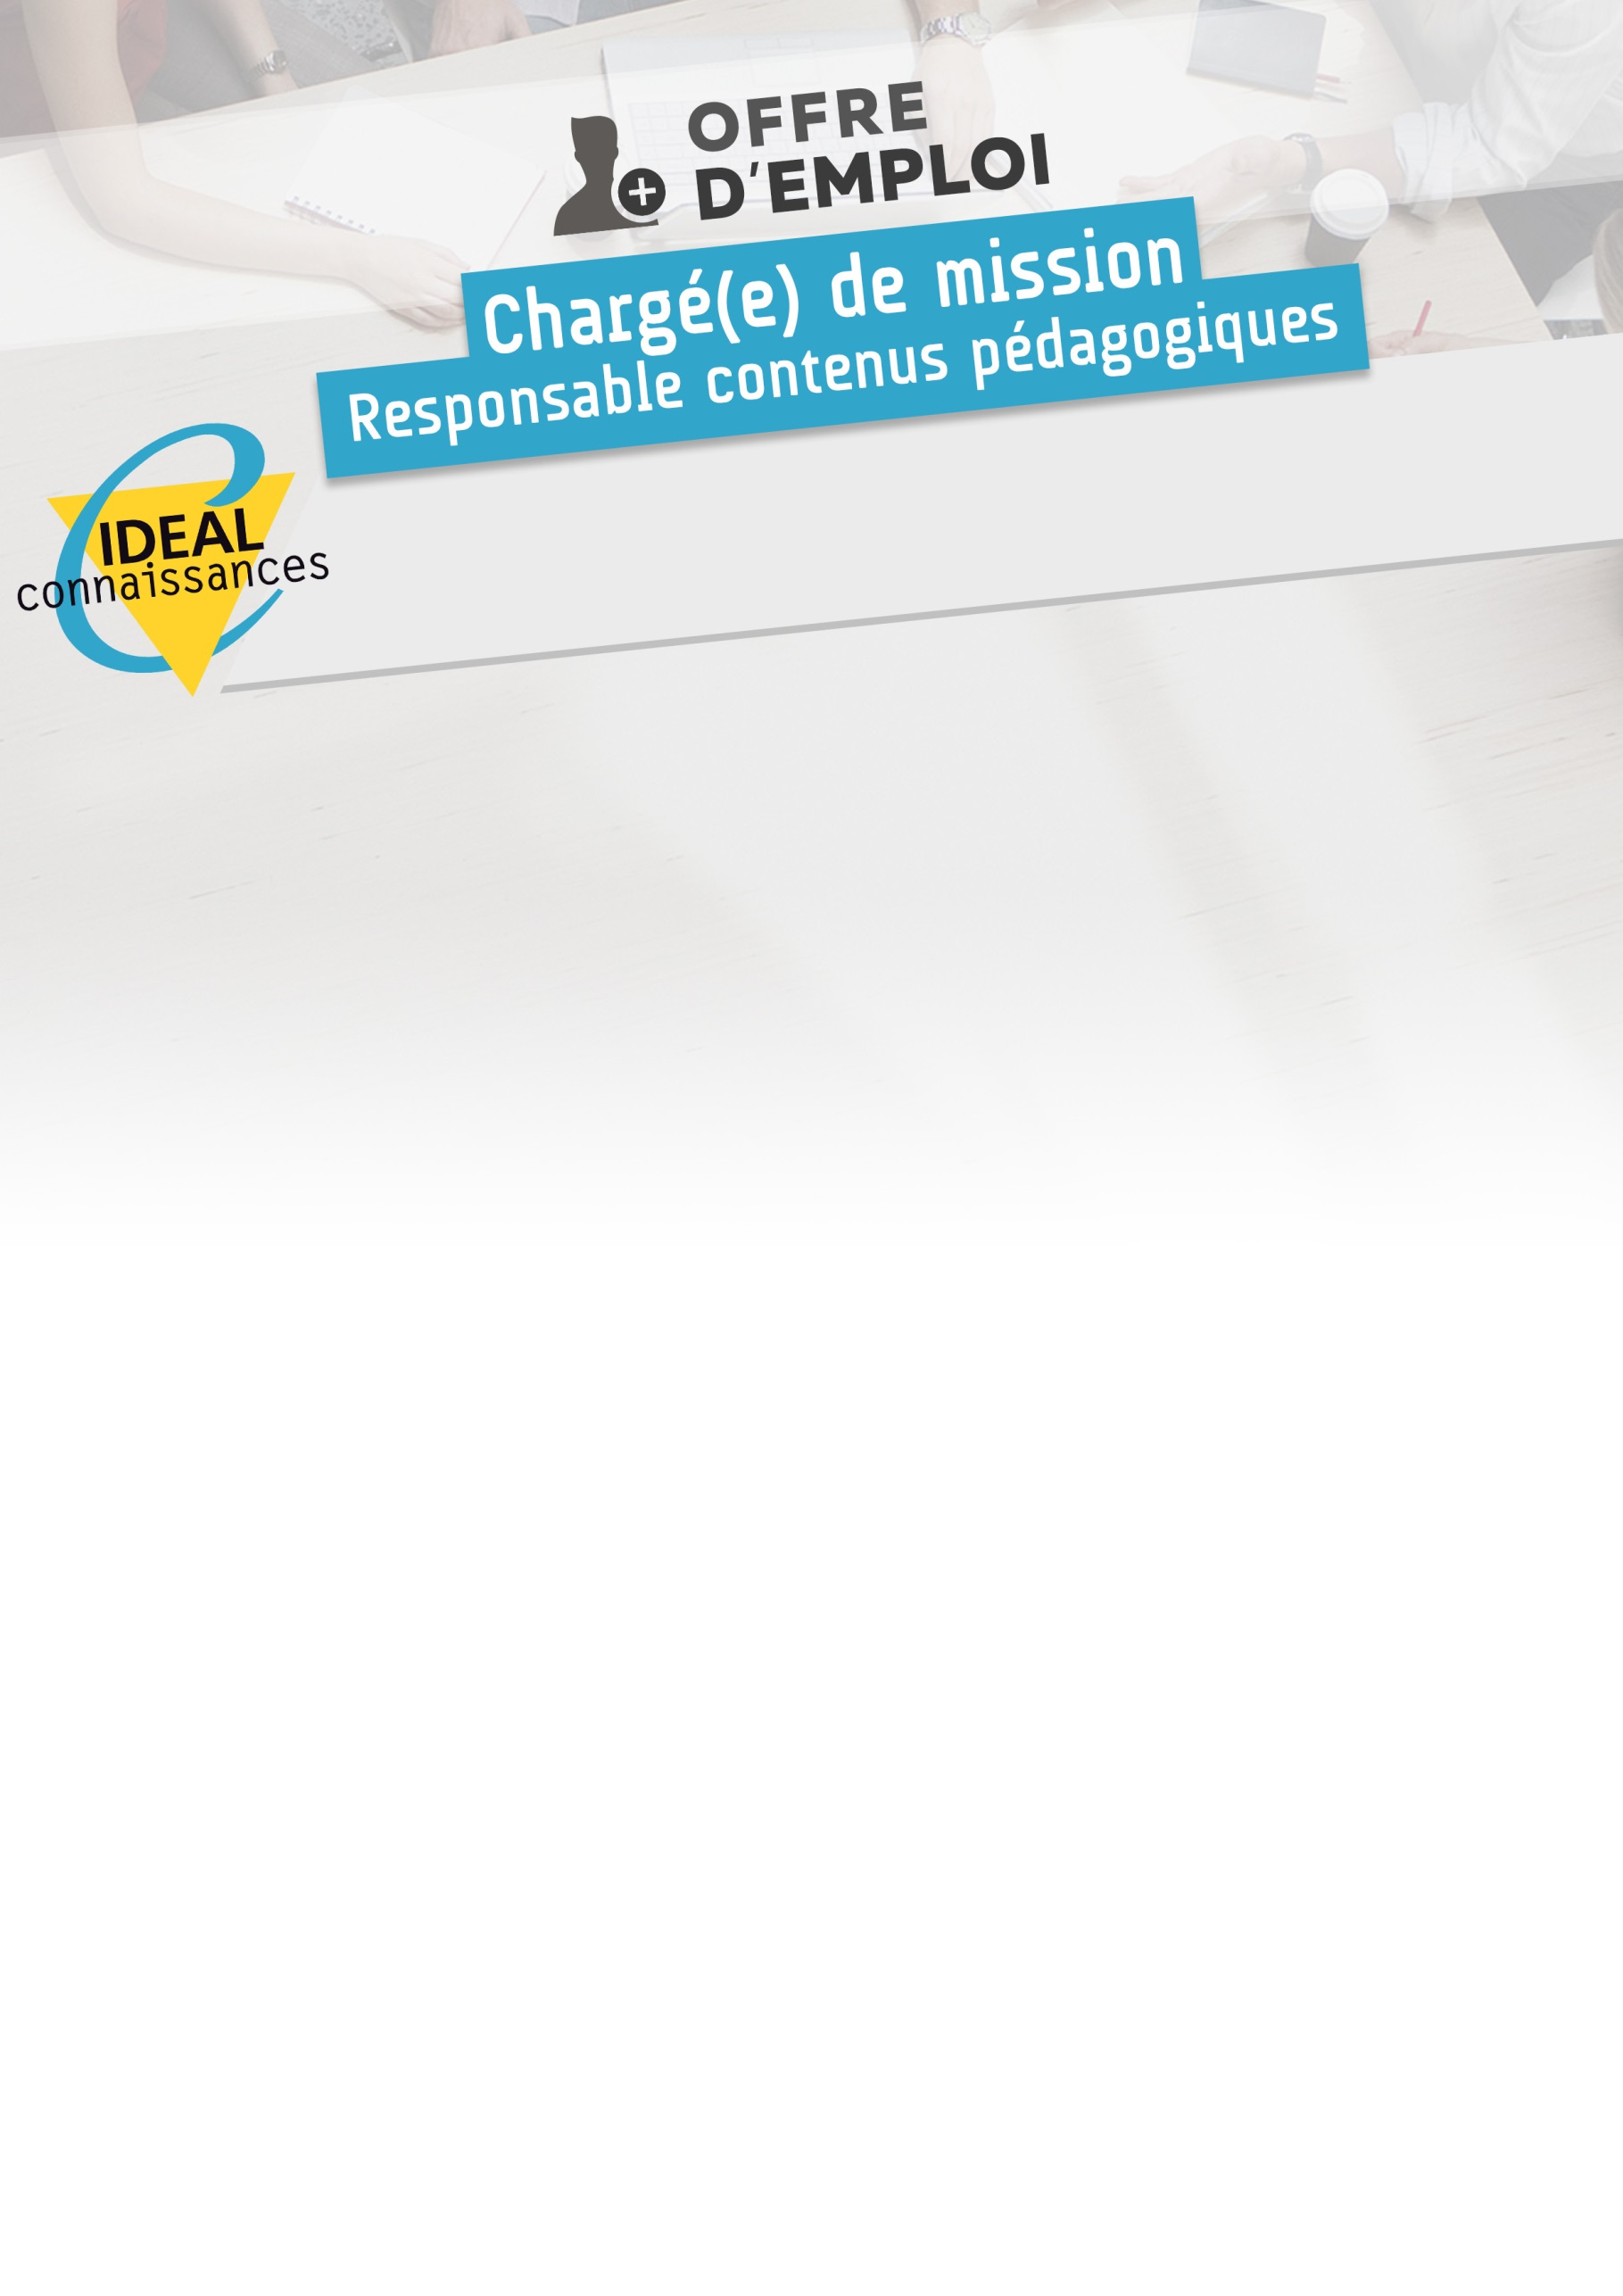 OFFRE
D'EMPLOI
Chargé(e) de mission
Responsable contenus pédagogiques
IDEAL
connaissances